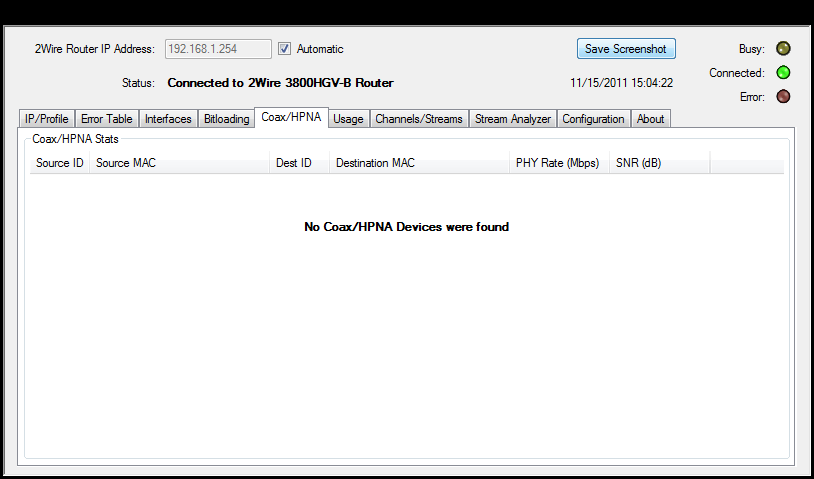 2Wire Router IP Address: 192.168.1.254 Automatic Save Screenshot Busy:
Connected:
Status: Connected to 2Wire 3800HGV-B Router 11/15/2011 15:04:22
Error:
IP/Profile Error Table Interfaces Bitloading Coax/HPNA Usage Channels/Streams Stream Analyzer Configuration About
Coax/HPNA Stats
Source ID Source MAC Dest ID Destination MAC PHY Rate (Mbps) SNR (dB)
No Coax/HPNA Devices were found